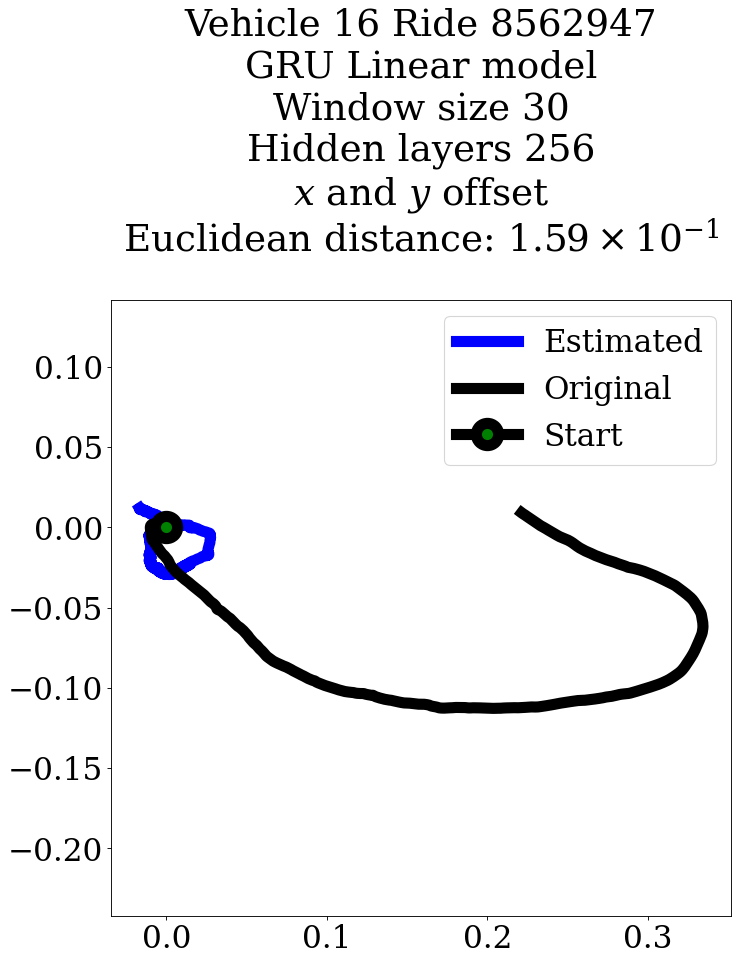 Vehicle 16 Ride 8562947
GRU Linear model
Window size 30
Hidden layers 256
x and y offset
Euclidean distance: 1.59 × 10⁻¹
Estimated
Original
Start
0.10
0.05
0.00
−0.05
−0.10
−0.15
−0.20
0.0 0.1 0.2 0.3